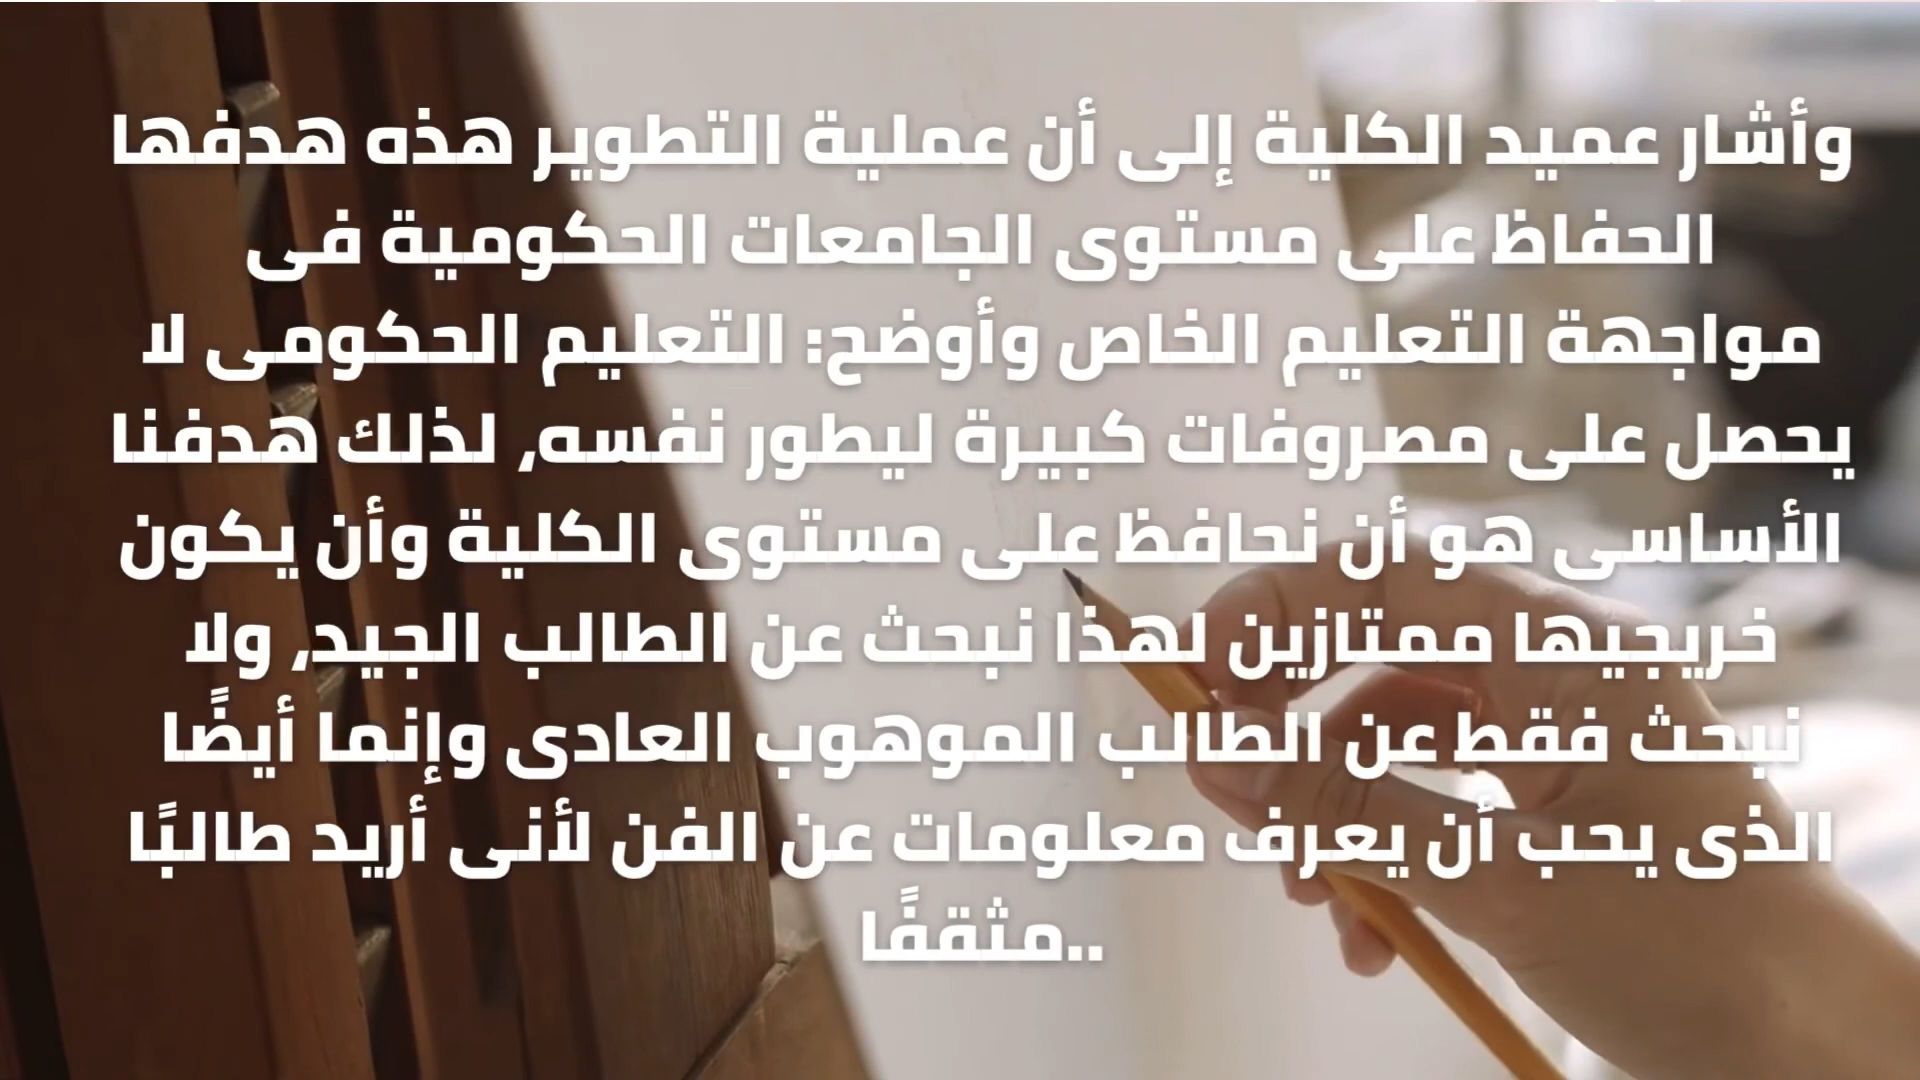 وأشار عميد الكلية إلى أن عملية التطوير هذه هدفها
الحفاظ على مستوى الجامعات الحكومية فى
مواجهة التعليم الخاص وأوضح: التعليم الحكومى لا
يحصل على مصروفات كبيرة ليطور نفسه, لذلك هدفنا
الأساسى هو أن نحافظ على مستوى الكلية وأن يكون
خريجيها ممتازين لهذا نبحث عن الطالب الجيد, ولا
نبحث فقط عن الطالب الموهوب العادى وإنما أيضًا
الذى يحب أن يعرف معلومات عن الفن لأنى أريد طالبًا
مثقفًا..